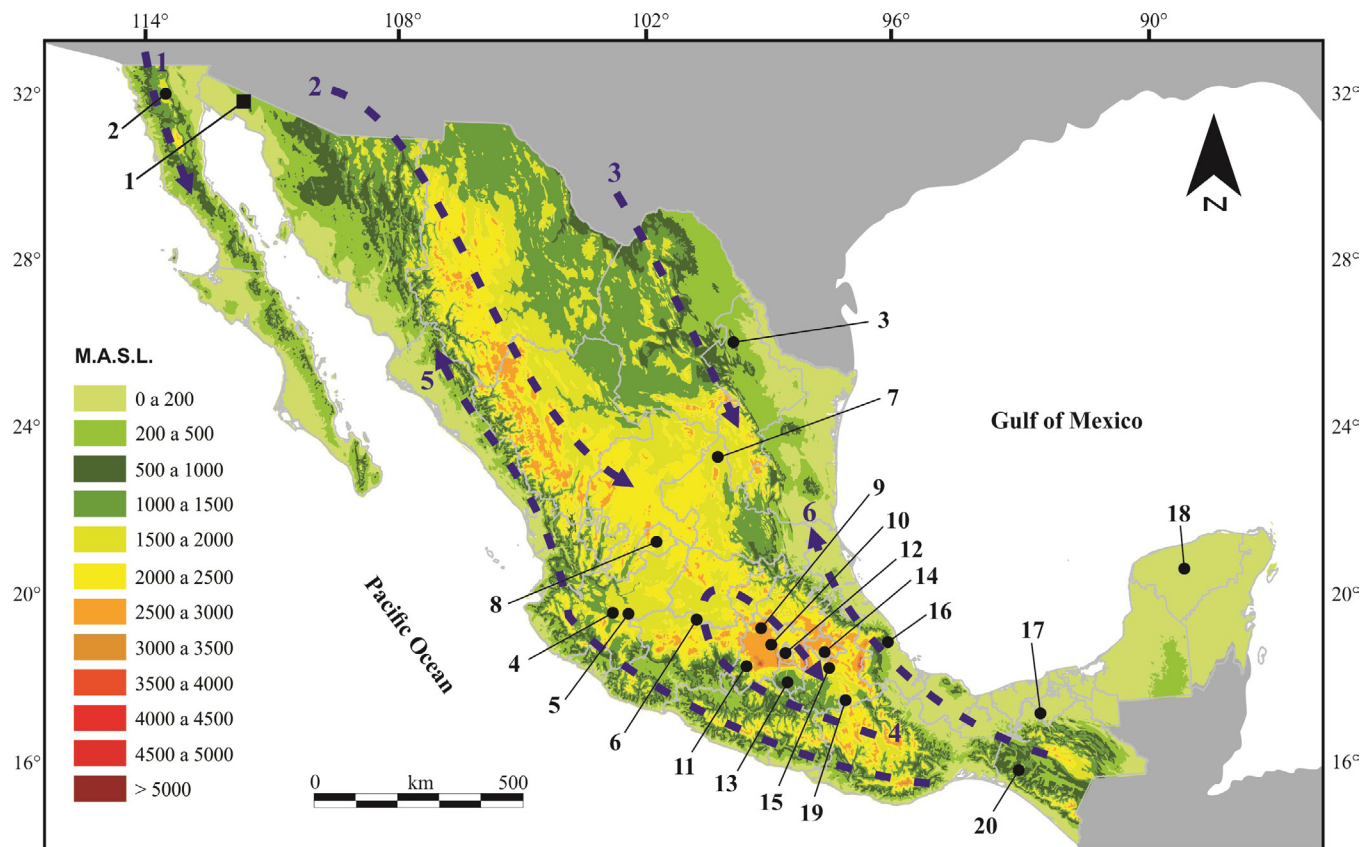 114° 108° 102° 96° 90°
32° 32°
28° 28°
24° 24°
20° 20°
16° 16°
1
2
3
2
1
3
5
7
Gulf of Mexico
M.A.S.L.
0 a 200
200 a 500
500 a 1000
1000 a 1500
1500 a 2000
2000 a 2500
2500 a 3000
3000 a 3500
3500 a 4000
4000 a 4500
4500 a 5000
> 5000
N
9
10
6
12
14
16
18
17
8
4
5
6
11
13
15
19
4
20
Pacific Ocean
0 km 500